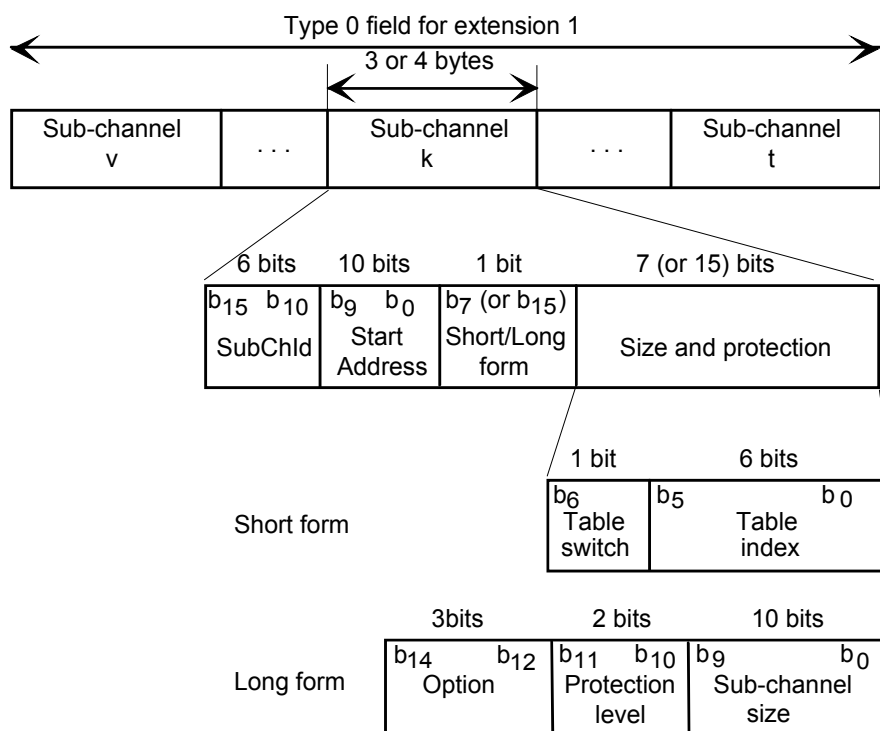 Type 0 field for extension 1
3 or 4 bytes
Sub-channel v
. . .
Sub-channel k
. . .
Sub-channel t
6 bits 10 bits 1 bit 7 (or 15) bits
b15 b10 SubChId
b9 b0 Start Address
b7 (or b15) Short/Long form
Size and protection
1 bit 6 bits
Short form
b6 Table switch
b5 b0 Table index
3bits 2 bits 10 bits
Long form
b14 b12 Option
b11 b10 Protection level
b9 b0 Sub-channel size